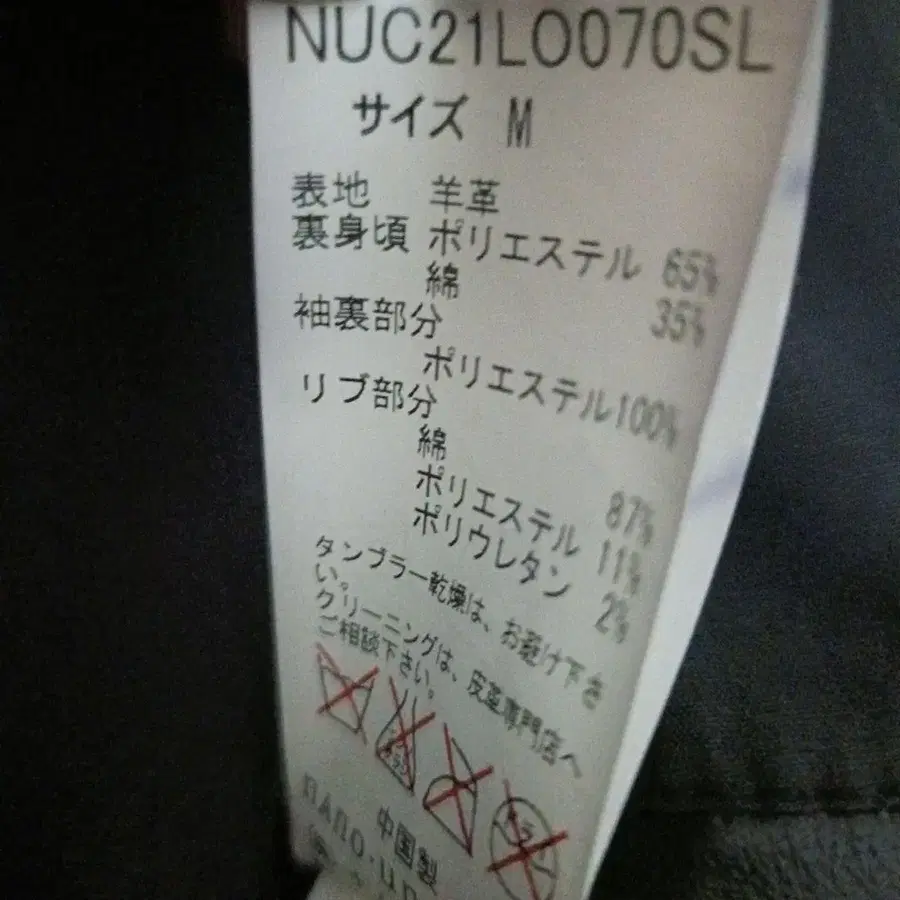 NUC21LO070SL
サイズ M
表地 羊革
裏身頃 ポリエステル 65%
綿 35%
袖裏部分
ポリエステル100%
リブ部分
綿 87%
ポリエステル 11%
ポリウレタン 2%
タンブラー乾燥は、お避け下さ
い。
クリーニングは、皮革専門店へ
ご相談下さい。
中国製
nano・un